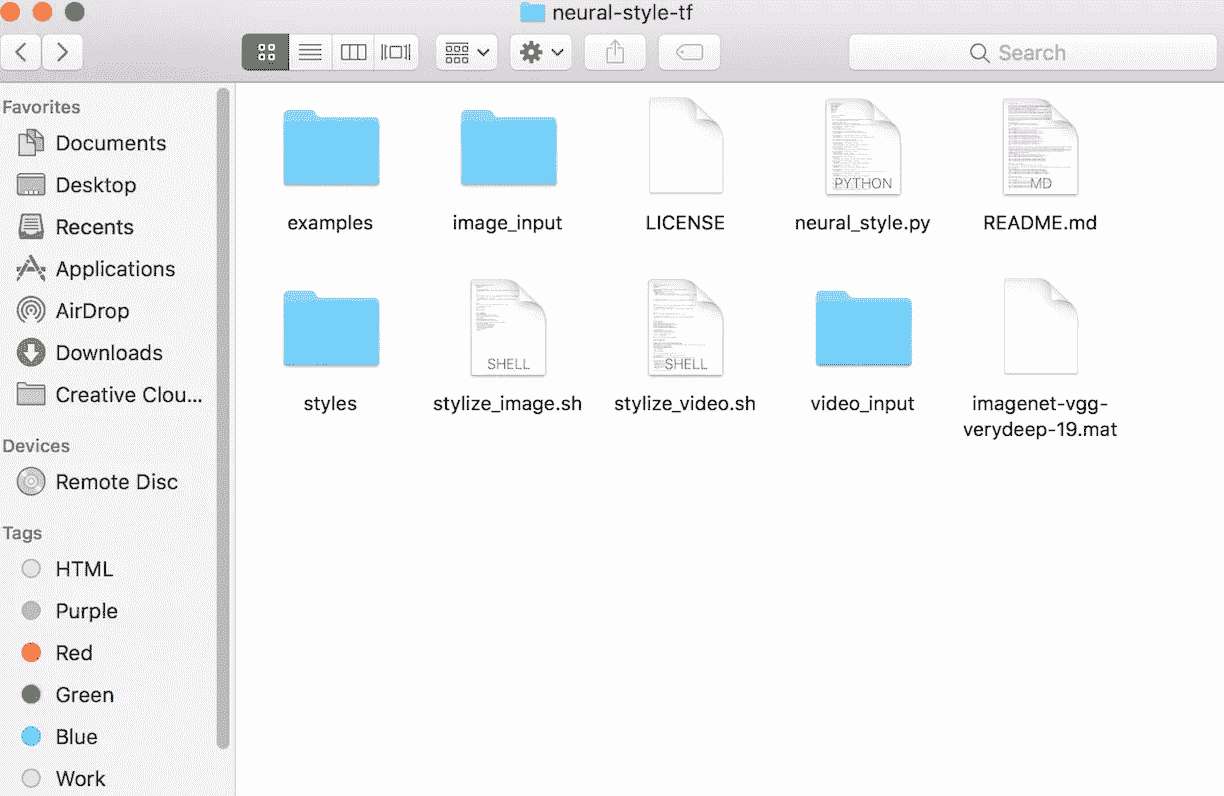 neural-style-tf
Search
Favorites
Documents
Desktop
Recents
Applications
AirDrop
Downloads
Creative Clou...
Devices
Remote Disc
Tags
HTML
Purple
Red
Green
Blue
Work
PYTHON
MD
examples
image_input
LICENSE
neural_style.py
README.md
SHELL
SHELL
styles
stylize_image.sh
stylize_video.sh
video_input
imagenet-vgg-
verydeep-19.mat